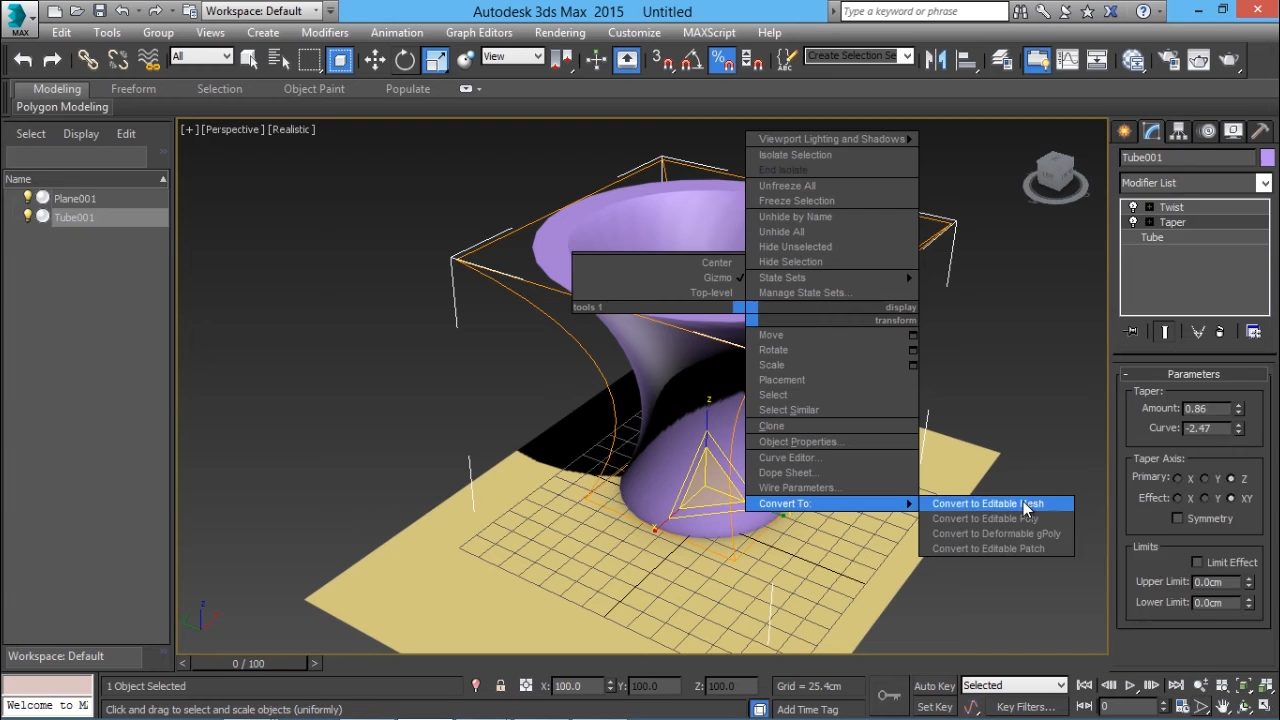 MAX
Workspace: Default
Autodesk 3ds Max 2015 Untitled
Type a keyword or phrase
Edit Tools Group Views Create Modifiers Animation Graph Editors Rendering Customize MAXScript Help
All
View
3
Create Selection Se
Modeling Freeform Selection Object Paint Populate
Polygon Modeling
Select Display Edit
[+] [Perspective] [Realistic]
Name
Plane001
Tube001
Viewport Lighting and Shadows
Isolate Selection
End Isolate
Unfreeze All
Freeze Selection
Unhide by Name
Unhide All
Hide Unselected
Hide Selection
State Sets
Manage State Sets...
display
Center
Gizmo
Top-level
tools 1
transform
Move
Rotate
Scale
Placement
Select
Select Similar
Clone
Object Properties...
Curve Editor...
Dope Sheet...
Wire Parameters...
Convert To:
Convert to Editable Mesh
Convert to Editable Poly
Convert to Deformable gPoly
Convert to Editable Patch
z
x
z
Tube001
Modifier List
Twist
Taper
Tube
- Parameters
Taper:
Amount: 0.86
Curve: -2.47
Taper Axis:
Primary: X Y Z
Effect: X Y XY
Symmetry
Limits
Limit Effect
Upper Limit: 0.0cm
Lower Limit: 0.0cm
Workspace: Default
< 0 / 100 >
1 Object Selected
X: 100.0 Y: 100.0 Z: 100.0
Grid = 25.4cm
Auto Key Selected
Welcome to M
Click and drag to select and scale objects (uniformly)
Add Time Tag
Set Key Key Filters...
0